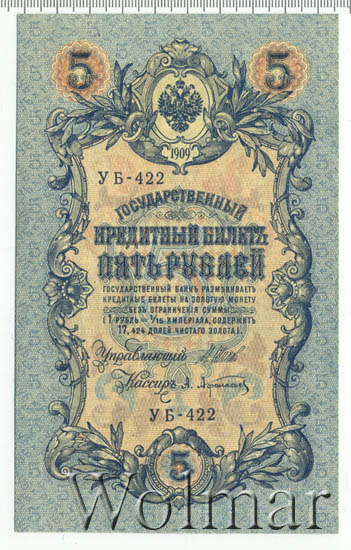 5 5
1909
УБ-422
ГОСУДАРСТВЕННЫЙ
КРЕДИТНЫЙ БИЛЕТЪ
ПЯТЬ РУБЛЕЙ
ГОСУДАРСТВЕННЫЙ БАНКЪ РАЗМѢНИВАЕТЪ
КРЕДИТНЫЕ БИЛЕТЫ НА ЗОЛОТУЮ МОНЕТУ
БЕЗЪ ОГРАНИЧЕНІЯ СУММЫ
(1 РУБЛЬ = 1/15 ИМПЕРІАЛА, СОДЕРЖИТЪ
17,424 ДОЛЕЙ ЧИСТАГО ЗОЛОТА)
Управляющій
Кассиръ
УБ-422
5
Wolmar